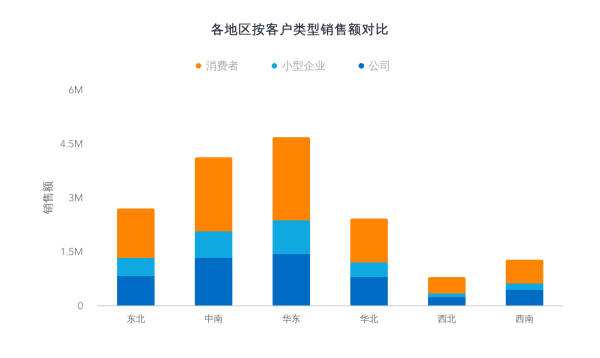 各地区按客户类型销售额对比
消费者 小型企业 公司
6M
4.5M
3M
1.5M
0
销售额
东北 中南 华东 华北 西北 西南